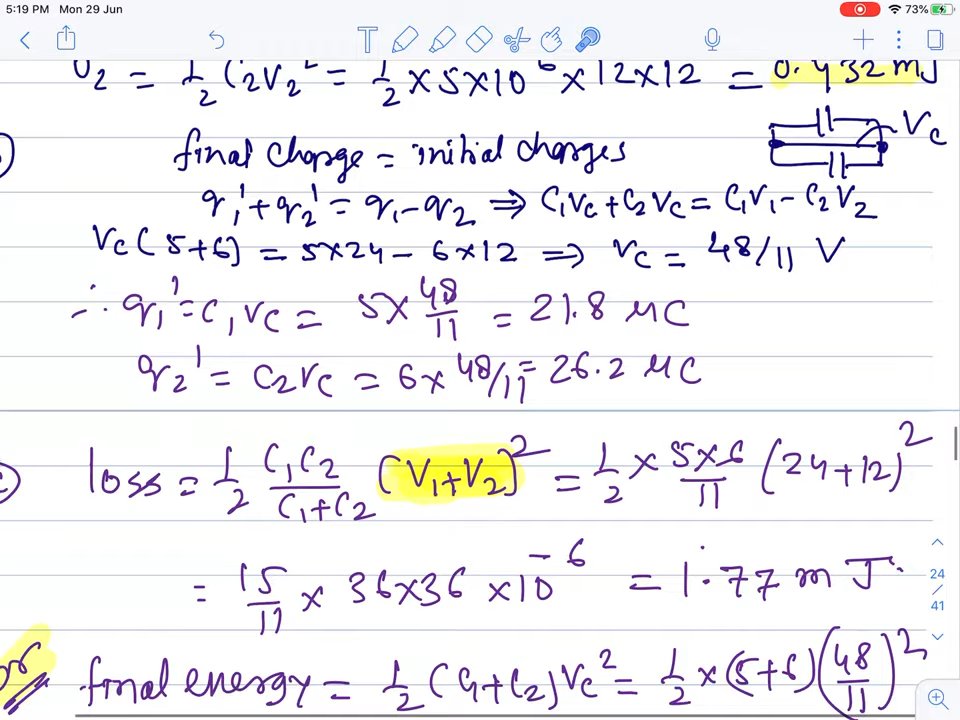 5:19 PM Mon 29 Jun 73%
U2 = 1/2 C2V2² = 1/2 × 5×10⁻⁶ × 12×12 = 0.432 mJ
Vc
final charge = initial charges
q1' + q2' = q1 - q2 ⇒ C1Vc + C2Vc = C1V1 - C2V2
Vc (5+6) = 5×24 - 6×12 ⇒ Vc = 48/11 V
∴ q1' = C1Vc = 5 × 48/11 = 21.8 μC
q2' = C2Vc = 6 × 48/11 = 26.2 μC
loss = 1/2 C1C2/(C1+C2) (V1+V2)² = 1/2 × 5×6/11 (24+12)²
= 15/11 × 36×36 × 10⁻⁶ = 1.77 mJ
24
/
41
or
final energy = 1/2 (C1+C2) Vc² = 1/2 × (5+6) (48/11)²